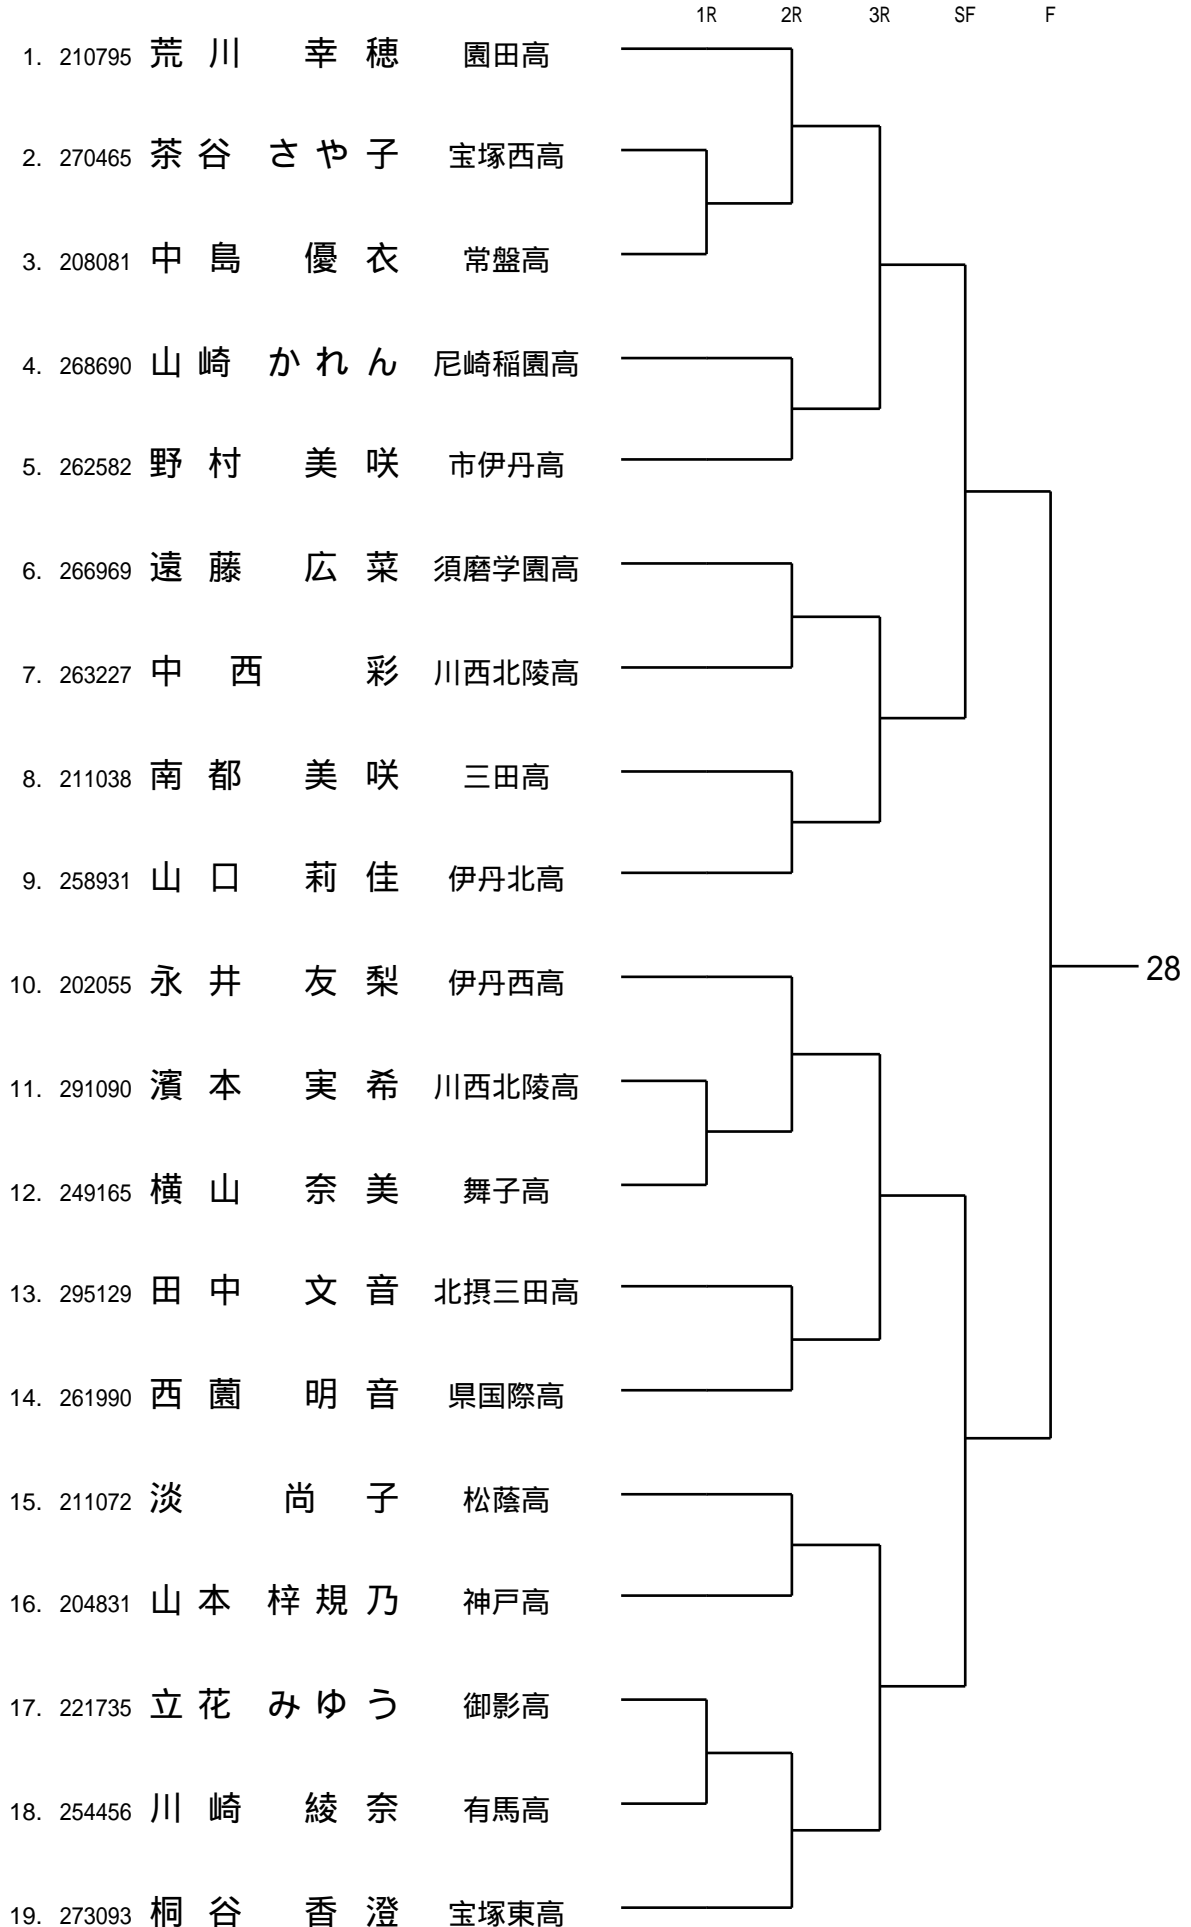 1R 2R 3R SF F
1. 210795 荒川 幸穂 園田高
2. 270465 茶谷 さや子 宝塚西高
3. 208081 中島 優衣 常盤高
4. 268690 山崎 かれん 尼崎稲園高
5. 262582 野村 美咲 市伊丹高
6. 266969 遠藤 広菜 須磨学園高
7. 263227 中西 彩 川西北陵高
8. 211038 南都 美咲 三田高
9. 258931 山口 莉佳 伊丹北高
28
10. 202055 永井 友梨 伊丹西高
11. 291090 濱本 実希 川西北陵高
12. 249165 横山 奈美 舞子高
13. 295129 田中 文音 北摂三田高
14. 261990 西薗 明音 県国際高
15. 211072 淡 尚子 松蔭高
16. 204831 山本 梓規乃 神戸高
17. 221735 立花 みゆう 御影高
18. 254456 川崎 綾奈 有馬高
19. 273093 桐谷 香澄 宝塚東高